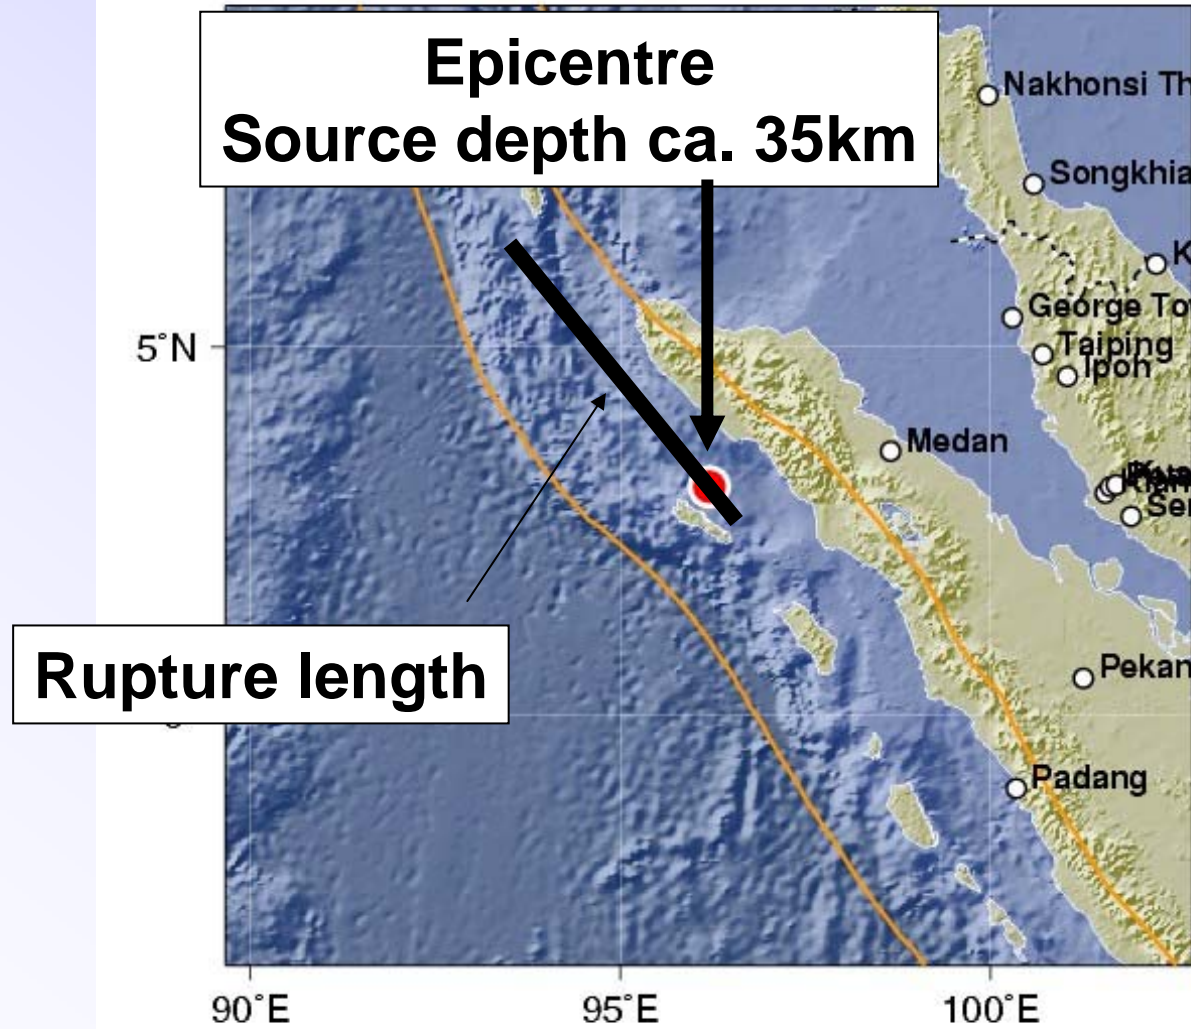 Epicentre
Source depth ca. 35km
Nakhonsi Th
Songkhia
K
George To
5°N
Taiping
Ipoh
Medan
Ser
Rupture length
Pekan
Padang
90°E
95°E
100°E